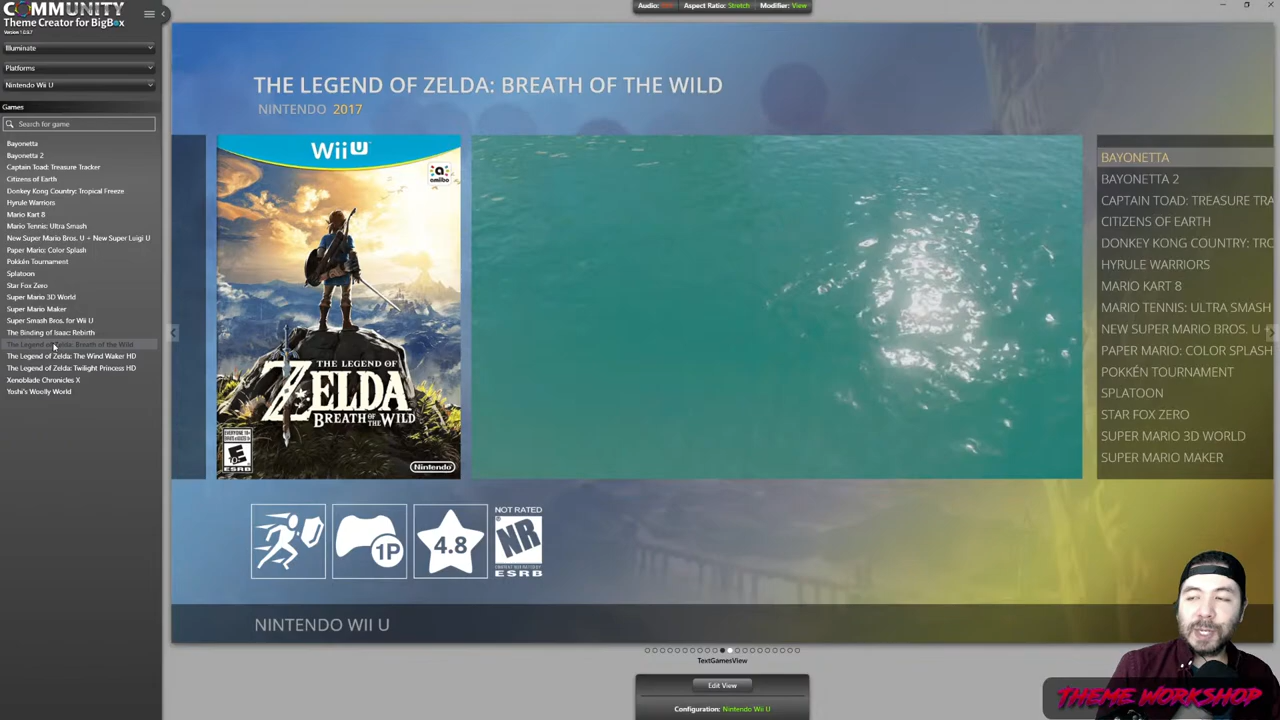 COMMUNITY
Theme Creator for BigBox
Version 1.0.5.7
Illuminate
Platforms
Nintendo Wii U
Games
Search for game
Bayonetta
Bayonetta 2
Captain Toad: Treasure Tracker
Citizens of Earth
Donkey Kong Country: Tropical Freeze
Hyrule Warriors
Mario Kart 8
Mario Tennis: Ultra Smash
New Super Mario Bros. U + New Super Luigi U
Paper Mario: Color Splash
Pokkén Tournament
Splatoon
Star Fox Zero
Super Mario 3D World
Super Mario Maker
Super Smash Bros. for Wii U
The Binding of Isaac: Rebirth
The Legend of Zelda: Breath of the Wild
The Legend of Zelda: The Wind Waker HD
The Legend of Zelda: Twilight Princess HD
Xenoblade Chronicles X
Yoshi's Woolly World
Audio:
Aspect Ratio: Stretch
Modifier: View
THE LEGEND OF ZELDA: BREATH OF THE WILD
NINTENDO 2017
Wii U
amiibo
THE LEGEND OF
ZELDA
BREATH OF THE WILD
EVERYONE 10+
E
ESRB
Nintendo
BAYONETTA
BAYONETTA 2
CAPTAIN TOAD: TREASURE TRA
CITIZENS OF EARTH
DONKEY KONG COUNTRY: TRO
HYRULE WARRIORS
MARIO KART 8
MARIO TENNIS: ULTRA SMASH
NEW SUPER MARIO BROS. U +
PAPER MARIO: COLOR SPLASH
POKKÉN TOURNAMENT
SPLATOON
STAR FOX ZERO
SUPER MARIO 3D WORLD
SUPER MARIO MAKER
1P
4.8
NOT RATED
NR
ESRB
NINTENDO WII U
TextGamesView
Edit View
Configuration: Nintendo Wii U
THEME WORKSHOP